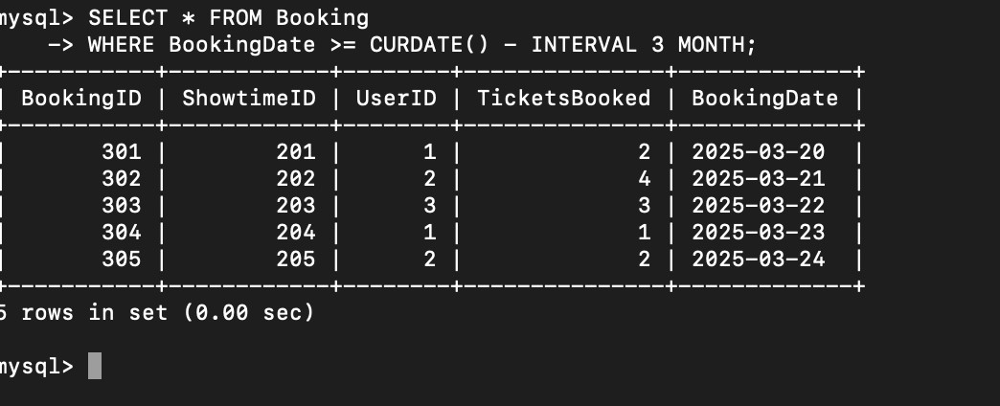 mysql> SELECT * FROM Booking
    -> WHERE BookingDate >= CURDATE() - INTERVAL 3 MONTH;
+-----------+------------+--------+---------------+-------------+
| BookingID | ShowtimeID | UserID | TicketsBooked | BookingDate |
+-----------+------------+--------+---------------+-------------+
|       301 |        201 |      1 |             2 | 2025-03-20  |
|       302 |        202 |      2 |             4 | 2025-03-21  |
|       303 |        203 |      3 |             3 | 2025-03-22  |
|       304 |        204 |      1 |             1 | 2025-03-23  |
|       305 |        205 |      2 |             2 | 2025-03-24  |
+-----------+------------+--------+---------------+-------------+
5 rows in set (0.00 sec)
mysql>